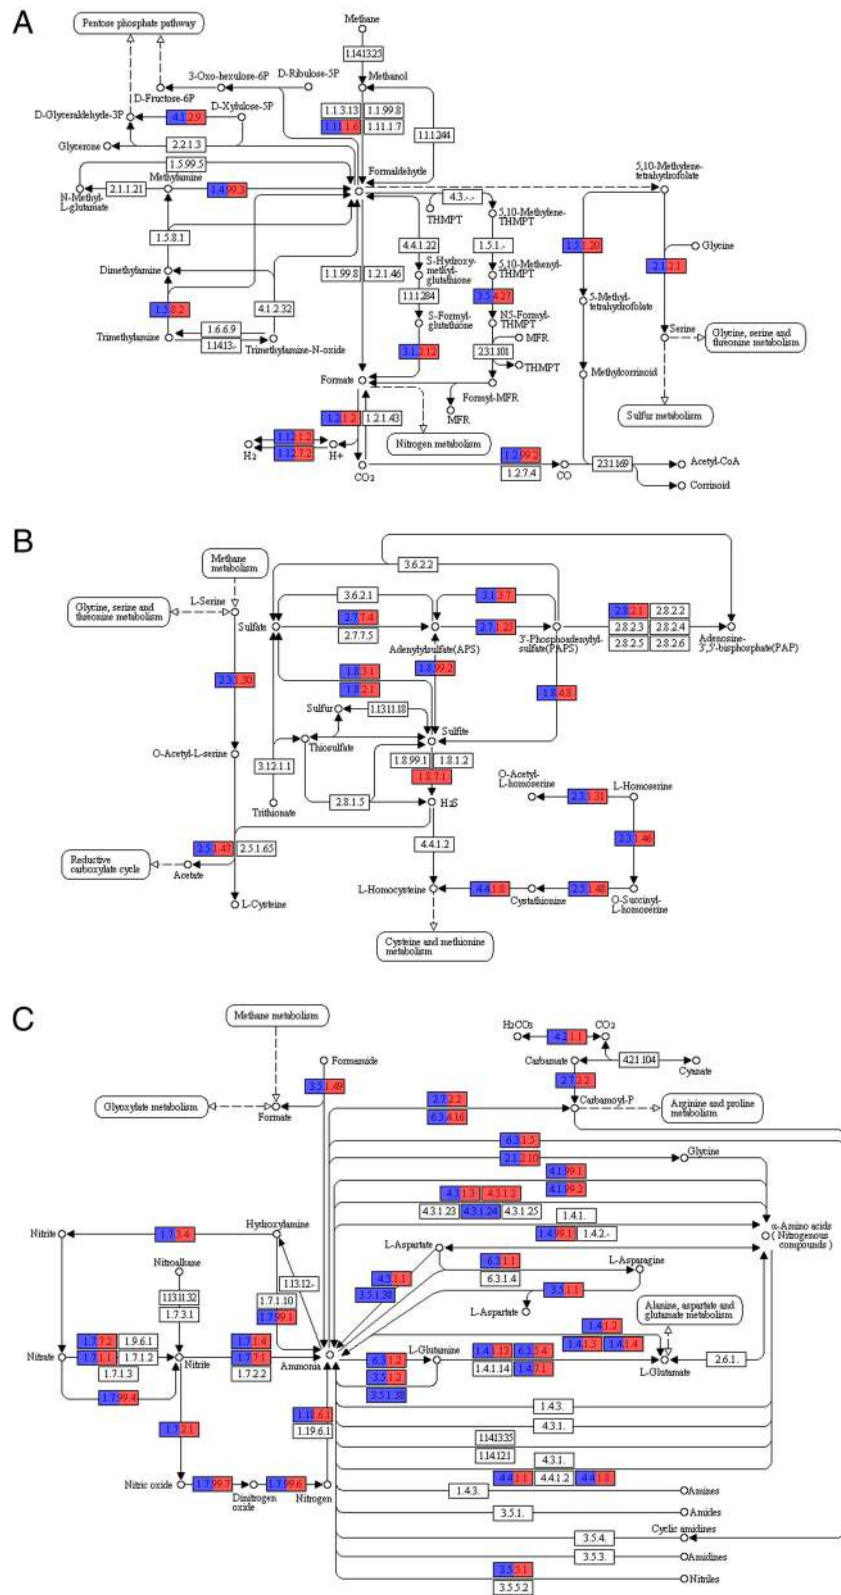 A
Pentose phosphate pathway
Methane
1.14.13.25
3-Oxo-hexulose-6P
D-Ribulose-5P
Methanol
D-Fructose-6P
D-Glyceraldehyde-3P
D-Xylulose-5P
4.1.2.9
1.1.3.13
1.1.99.8
1.11.1.6
1.11.1.7
1.1.1.244
Glycerone
2.2.1.3
1.5.99.5
Formaldehyde
5,10-Methylene-
tetrahydrofolate
Methylamine
2.1.1.21
1.4.99.3
N-Methyl-
L-glutamate
4.3.-.-
THMPT
5,10-Methylene-
THMPT
1.5.8.1
4.4.1.22
1.5.1.-
1.5.1.20
Glycine
2.1.2.1
Dimethylamine
1.1.99.8
1.2.1.46
S-Hydroxy-
methyl-
glutathione
5,10-Methenyl-
THMPT
1.1.1.284
3.5.4.27
5-Methyl-
tetrahydrofolate
1.5.8.2
4.1.2.32
S-Formyl-
glutathione
N5-Formyl-
THMPT
Trimethylamine
1.6.6.9
1.14.13.-
Trimethylamine-N-oxide
MFR
Serine
Glycine, serine and
threonine metabolism
3.1.2.12
2.3.1.101
THMPT
Methylcorrinoid
Formate
Formyl-MFR
MFR
Sulfur metabolism
1.2.1.2
1.2.1.43
Nitrogen metabolism
1.12.1.2
1.12.7.2
H2
H+
CO2
1.2.99.2
1.2.7.4
CO
2.3.1.169
Acetyl-CoA
Corrinoid
B
Methane
metabolism
3.6.2.2
L-Serine
Glycine, serine and
threonine metabolism
3.6.2.1
3.1.3.7
Sulfate
2.7.7.4
2.7.7.5
2.7.1.25
2.8.2.1
2.8.2.2
2.8.2.3
2.8.2.4
2.8.2.5
2.8.2.6
Adenylylsulfate(APS)
3'-Phosphoadenylyl-
sulfate(PAPS)
Adenosine-
3',5'-bisphosphate(PAP)
2.3.1.30
1.8.3.1
1.8.2.1
1.8.99.2
1.8.4.8
Sulfur
1.13.11.18
Thiosulfate
Sulfite
O-Acetyl-L-serine
3.12.1.1
1.8.99.1
1.8.1.2
1.8.7.1
O-Acetyl-
L-homoserine
L-Homoserine
Trithionate
2.8.1.5
H2S
2.3.1.31
2.3.1.46
2.5.1.47
2.5.1.65
4.4.1.2
Reductive
carboxylate cycle
Acetate
L-Homocysteine
4.4.1.8
2.5.1.48
L-Cysteine
Cystathionine
O-Succinyl-
L-homoserine
Cysteine and methionine
metabolism
C
Methane metabolism
H2CO3
4.2.1.1
CO2
Formamide
Carbamate
4.2.1.104
Cyanate
3.5.1.49
2.7.2.2
Glyoxylate metabolism
Formate
2.7.2.2
6.3.4.16
Carbamoyl-P
Arginine and proline
metabolism
6.3.1.5
2.1.2.10
Glycine
4.1.99.1
4.1.99.2
4.3.1.3
4.3.1.2
4.3.1.23
4.3.1.24
4.3.1.25
1.4.1.
1.4.99.1
1.4.2.-
α-Amino acids
( Nitrogenous
compounds )
Nitrite
1.7.3.4
Hydroxylamine
L-Aspartate
6.3.1.1
6.3.1.4
L-Asparagine
Nitroalkane
1.13.12.-
4.3.1.1
3.5.1.38
3.5.1.1
1.13.11.32
1.7.3.1
1.7.1.10
1.7.99.1
L-Aspartate
Alanine, aspartate and
glutamate metabolism
1.4.1.2
1.4.1.3
1.4.1.4
1.7.7.2
1.9.6.1
1.7.1.1
1.7.1.2
1.7.1.3
Nitrate
Nitrite
1.7.1.4
1.7.7.1
1.7.2.2
Ammonia
6.3.1.2
3.5.1.2
3.5.1.38
L-Glutamine
1.4.1.13
6.3.5.4
1.4.1.14
1.4.7.1
L-Glutamate
2.6.1.
1.7.99.4
1.7.2.1
1.18.6.1
1.19.6.1
1.4.3.
4.3.1.
1.14.13.35
1.14.12.1
4.3.1.
4.4.1.1
4.4.1.2
4.4.1.8
Nitric oxide
1.7.99.7
Dinitrogen
oxide
1.7.99.6
Nitrogen
1.4.3.
Amines
3.5.1.
Amides
Cyclic amidines
3.5.4.
3.5.3.
Amidines
3.5.5.1
3.5.5.2
Nitriles